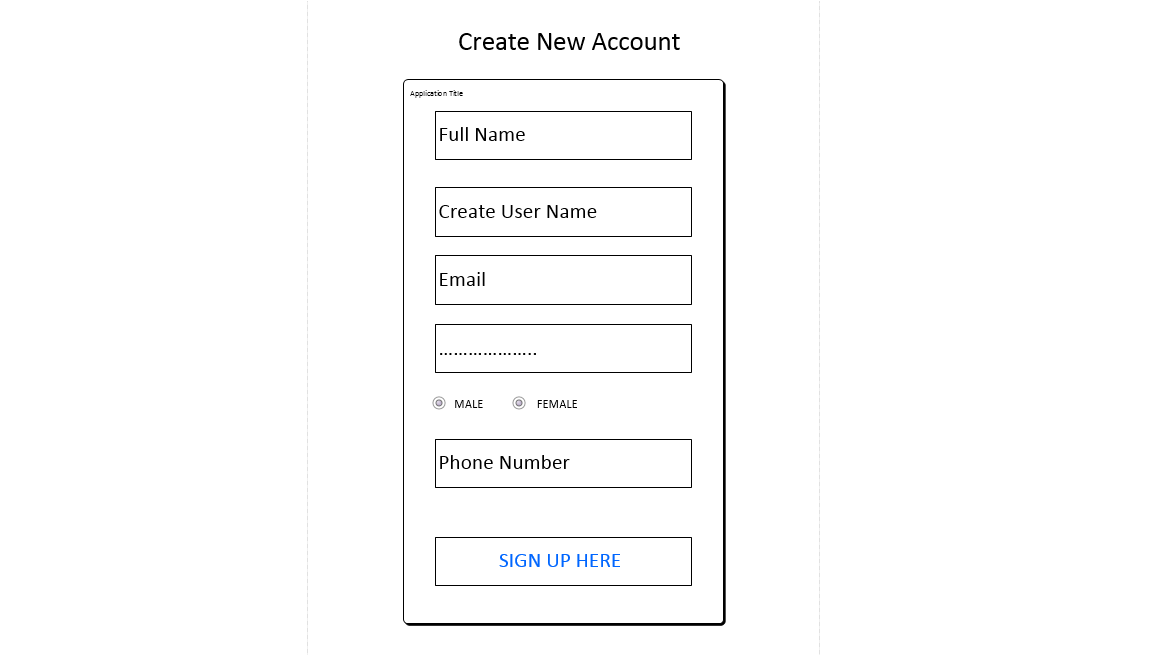 Create New Account
Application Title
Full Name
Create User Name
Email
………………..
MALE FEMALE
Phone Number
SIGN UP HERE